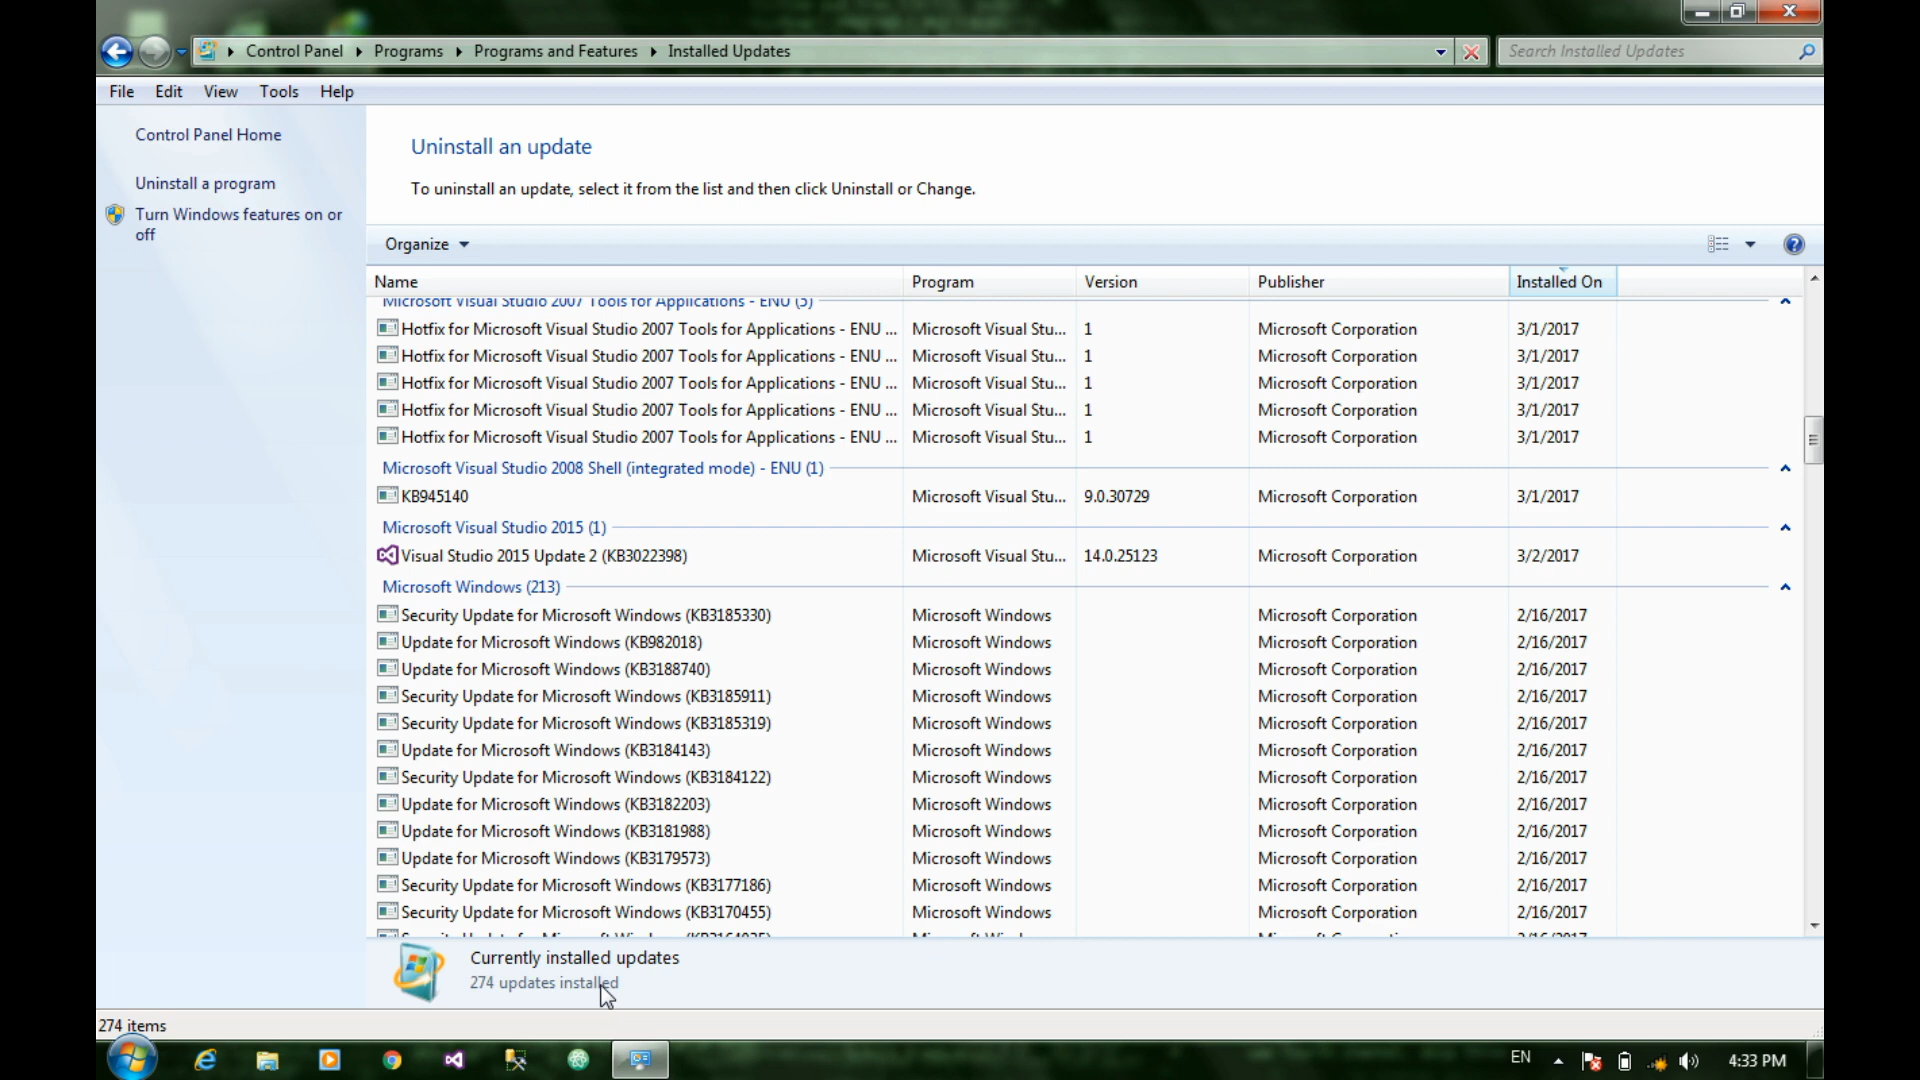 Control Panel Programs Programs and Features Installed Updates
Search Installed Updates
File Edit View Tools Help
Control Panel Home
Uninstall a program
Turn Windows features on or
off
Uninstall an update
To uninstall an update, select it from the list and then click Uninstall or Change.
Organize
Name Program Version Publisher Installed On
Microsoft Visual Studio 2007 Tools for Applications - ENU (5)
Hotfix for Microsoft Visual Studio 2007 Tools for Applications - ENU ... Microsoft Visual Stu... 1 Microsoft Corporation 3/1/2017
Hotfix for Microsoft Visual Studio 2007 Tools for Applications - ENU ... Microsoft Visual Stu... 1 Microsoft Corporation 3/1/2017
Hotfix for Microsoft Visual Studio 2007 Tools for Applications - ENU ... Microsoft Visual Stu... 1 Microsoft Corporation 3/1/2017
Hotfix for Microsoft Visual Studio 2007 Tools for Applications - ENU ... Microsoft Visual Stu... 1 Microsoft Corporation 3/1/2017
Hotfix for Microsoft Visual Studio 2007 Tools for Applications - ENU ... Microsoft Visual Stu... 1 Microsoft Corporation 3/1/2017
Microsoft Visual Studio 2008 Shell (integrated mode) - ENU (1)
KB945140 Microsoft Visual Stu... 9.0.30729 Microsoft Corporation 3/1/2017
Microsoft Visual Studio 2015 (1)
Visual Studio 2015 Update 2 (KB3022398) Microsoft Visual Stu... 14.0.25123 Microsoft Corporation 3/2/2017
Microsoft Windows (213)
Security Update for Microsoft Windows (KB3185330) Microsoft Windows Microsoft Corporation 2/16/2017
Update for Microsoft Windows (KB982018) Microsoft Windows Microsoft Corporation 2/16/2017
Update for Microsoft Windows (KB3188740) Microsoft Windows Microsoft Corporation 2/16/2017
Security Update for Microsoft Windows (KB3185911) Microsoft Windows Microsoft Corporation 2/16/2017
Security Update for Microsoft Windows (KB3185319) Microsoft Windows Microsoft Corporation 2/16/2017
Update for Microsoft Windows (KB3184143) Microsoft Windows Microsoft Corporation 2/16/2017
Security Update for Microsoft Windows (KB3184122) Microsoft Windows Microsoft Corporation 2/16/2017
Update for Microsoft Windows (KB3182203) Microsoft Windows Microsoft Corporation 2/16/2017
Update for Microsoft Windows (KB3181988) Microsoft Windows Microsoft Corporation 2/16/2017
Update for Microsoft Windows (KB3179573) Microsoft Windows Microsoft Corporation 2/16/2017
Security Update for Microsoft Windows (KB3177186) Microsoft Windows Microsoft Corporation 2/16/2017
Security Update for Microsoft Windows (KB3170455) Microsoft Windows Microsoft Corporation 2/16/2017
Currently installed updates
274 updates installed
274 items
EN 4:33 PM